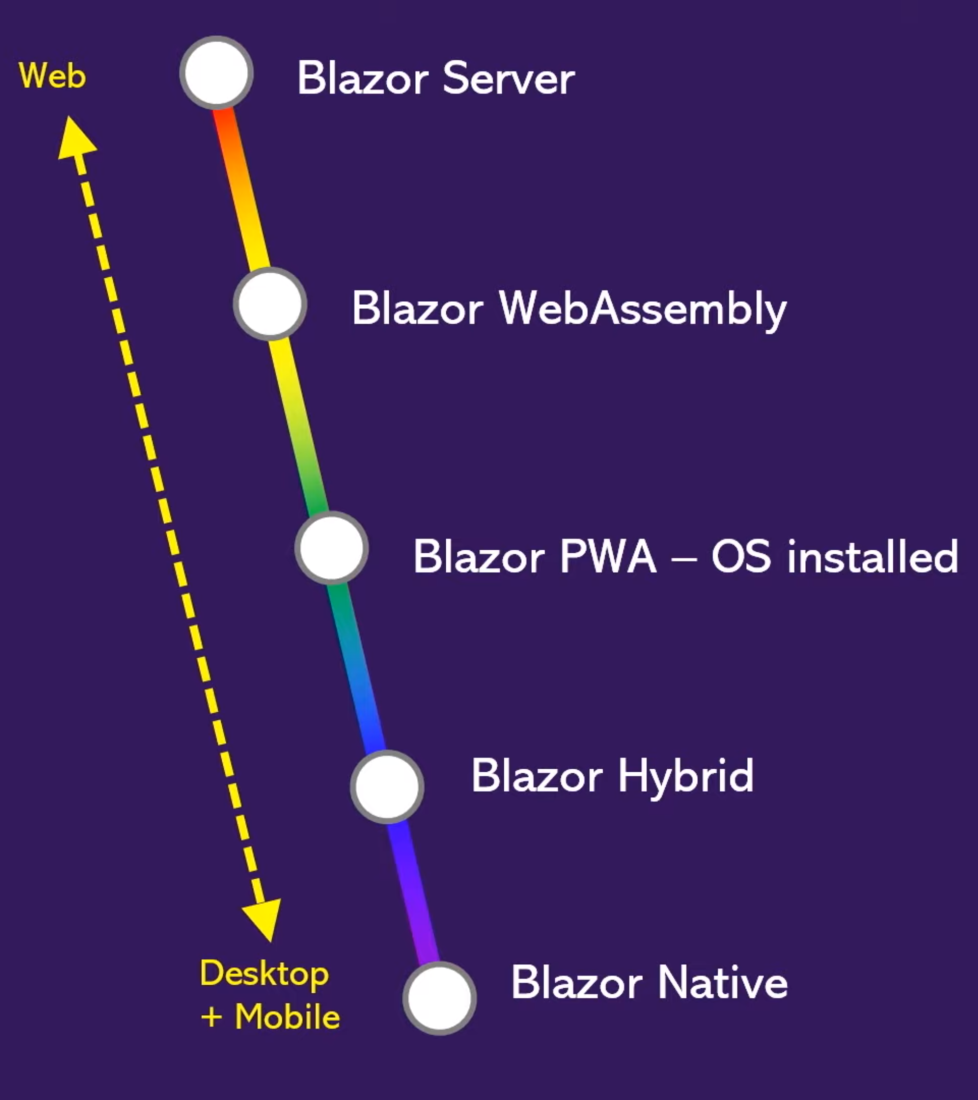 Web
Blazor Server
Blazor WebAssembly
Blazor PWA – OS installed
Blazor Hybrid
Desktop
+ Mobile
Blazor Native